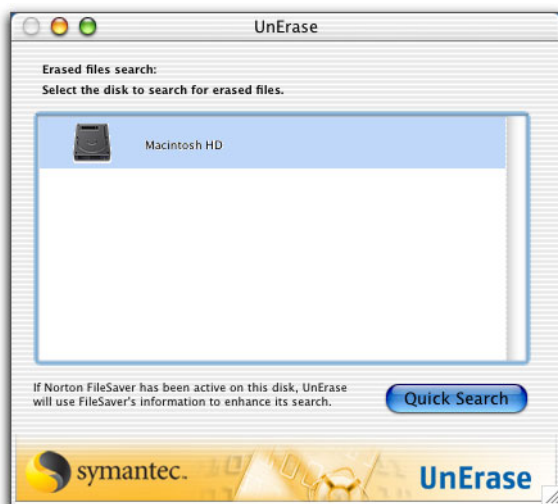 UnErase
Erased files search:
Select the disk to search for erased files.
Macintosh HD
If Norton FileSaver has been active on this disk, UnErase
will use FileSaver's information to enhance its search.
Quick Search
symantec.
UnErase